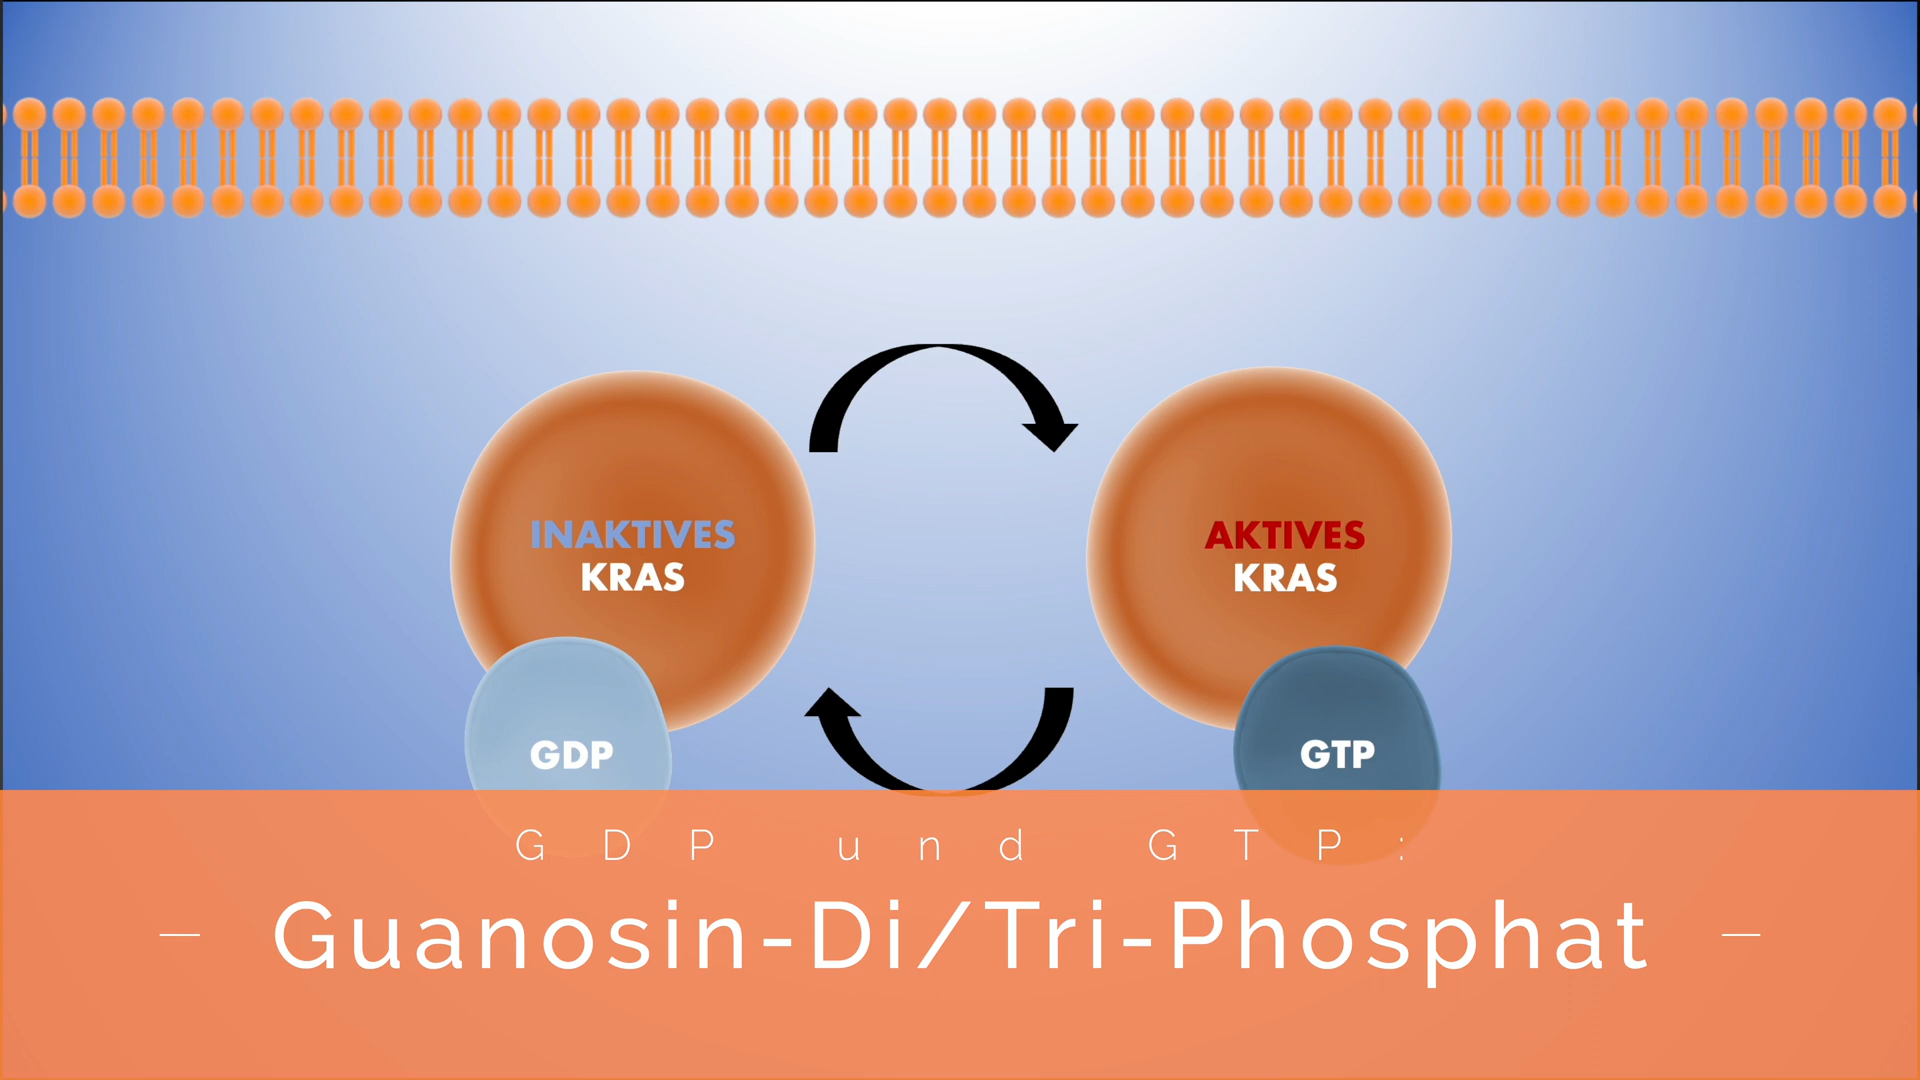 INAKTIVES
KRAS
AKTIVES
KRAS
GDP
GTP
GDP und GTP:
Guanosin-Di/Tri-Phosphat